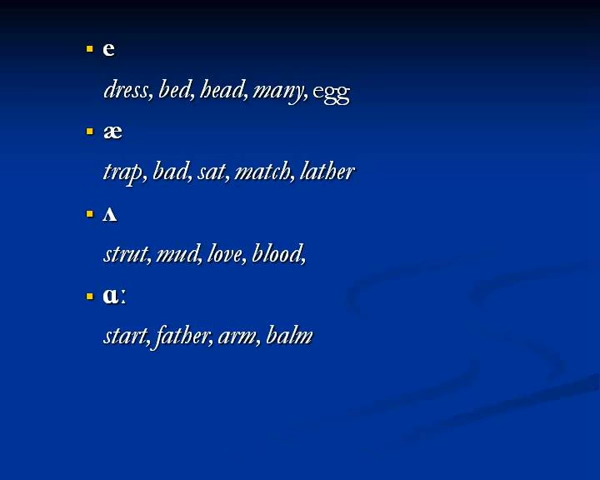 e
dress, bed, head, many, egg
æ
trap, bad, sat, match, lather
ʌ
strut, mud, love, blood,
ɑː
start, father, arm, balm